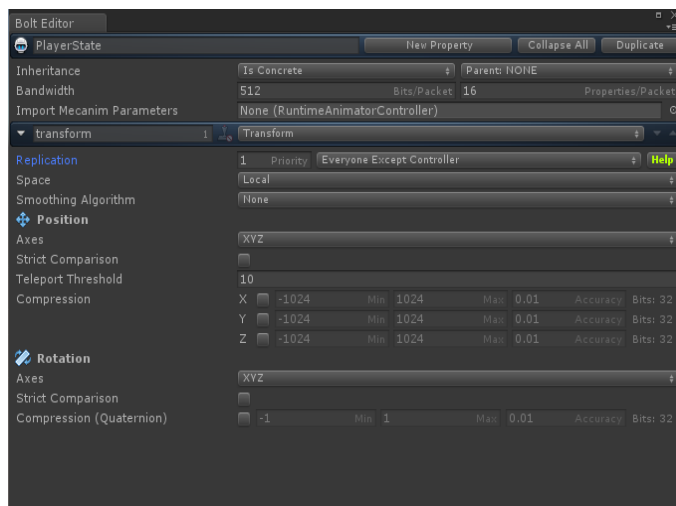 Bolt Editor
PlayerState New Property Collapse All Duplicate
Inheritance Is Concrete Parent: NONE
Bandwidth 512 Bits/Packet 16 Properties/Packet
Import Mecanim Parameters None (RuntimeAnimatorController)
transform 1 Transform
Replication 1 Priority Everyone Except Controller Help
Space Local
Smoothing Algorithm None
Position
Axes XYZ
Strict Comparison
Teleport Threshold 10
Compression X -1024 Min 1024 Max 0.01 Accuracy Bits: 32
Y -1024 Min 1024 Max 0.01 Accuracy Bits: 32
Z -1024 Min 1024 Max 0.01 Accuracy Bits: 32
Rotation
Axes XYZ
Strict Comparison
Compression (Quaternion) -1 Min 1 Max 0.01 Accuracy Bits: 32